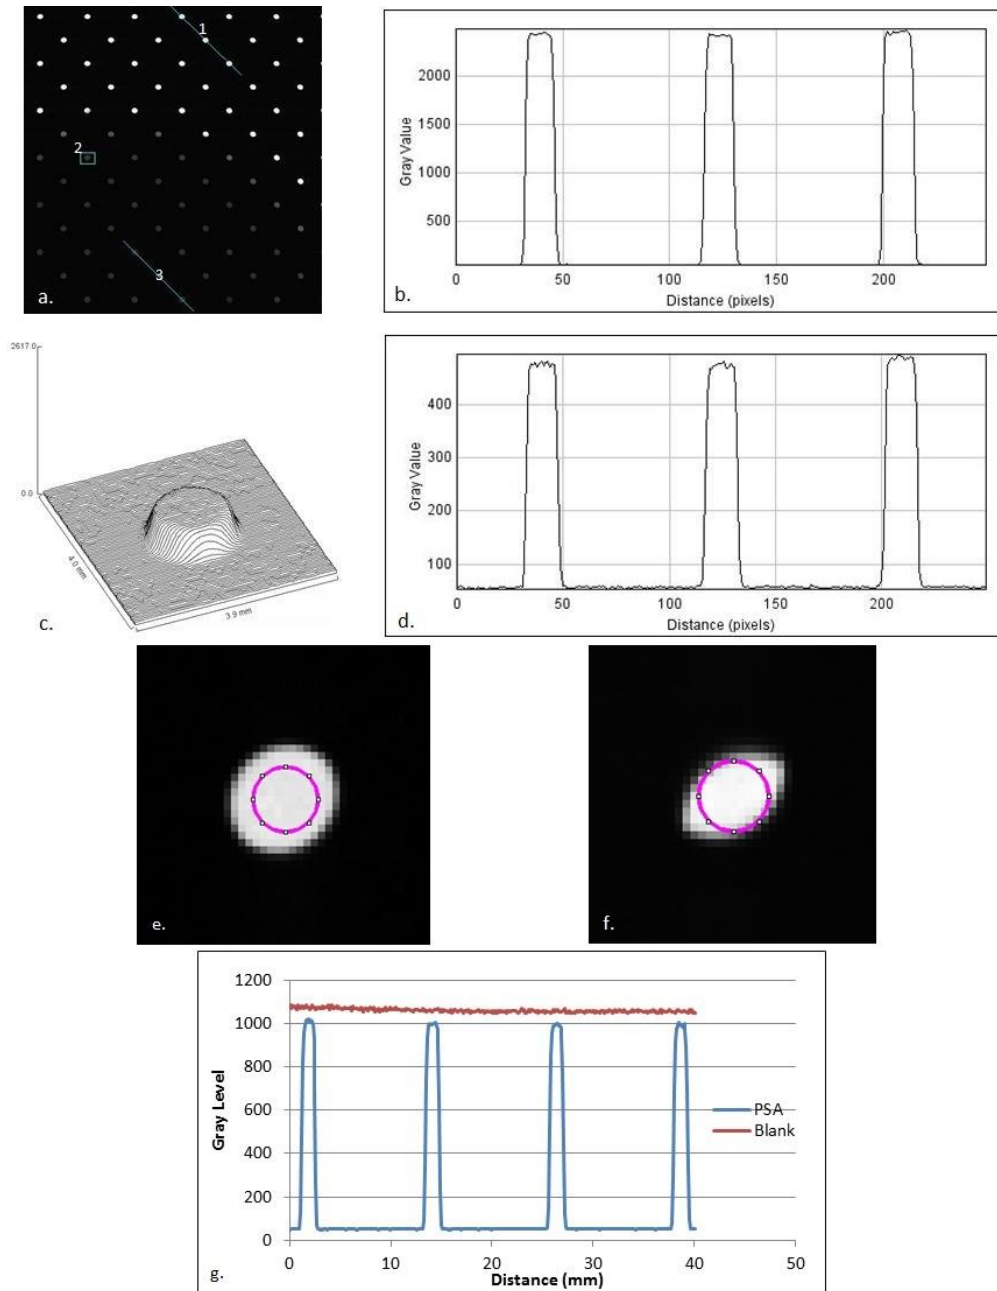 1
2
3
a.
2000
1500
1000
500
Gray Value
0
50
100
150
200
Distance (pixels)
b.
2617.0
0.0
4.0 mm
3.9 mm
c.
400
300
200
100
Gray Value
0
50
100
150
200
Distance (pixels)
d.
e.
f.
1200
1000
800
600
400
200
0
Gray Level
PSA
Blank
0
10
20
30
40
50
Distance (mm)
g.